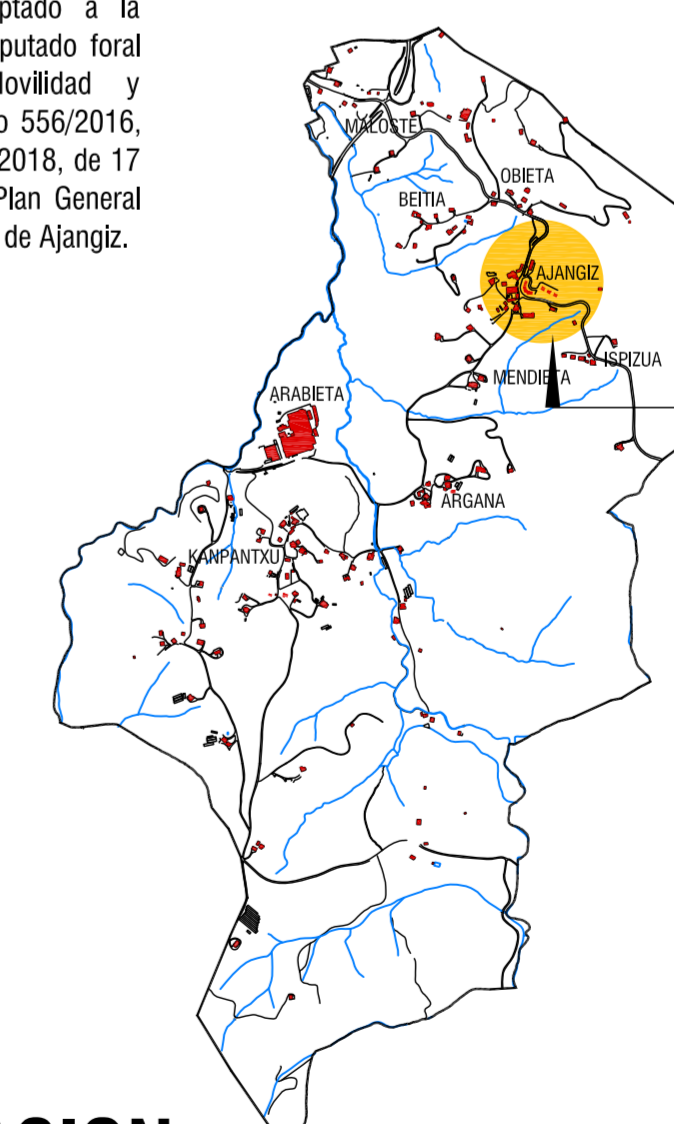 ptado a la
putado foral
ovilidad y
o 556/2016,
2018, de 17
Plan General
de Ajangiz.
MALOSTE
OBIETA
BEITIA
AJANGIZ
ISPIZUA
MENDIETA
ARABIETA
ARGANA
KANPANTXU